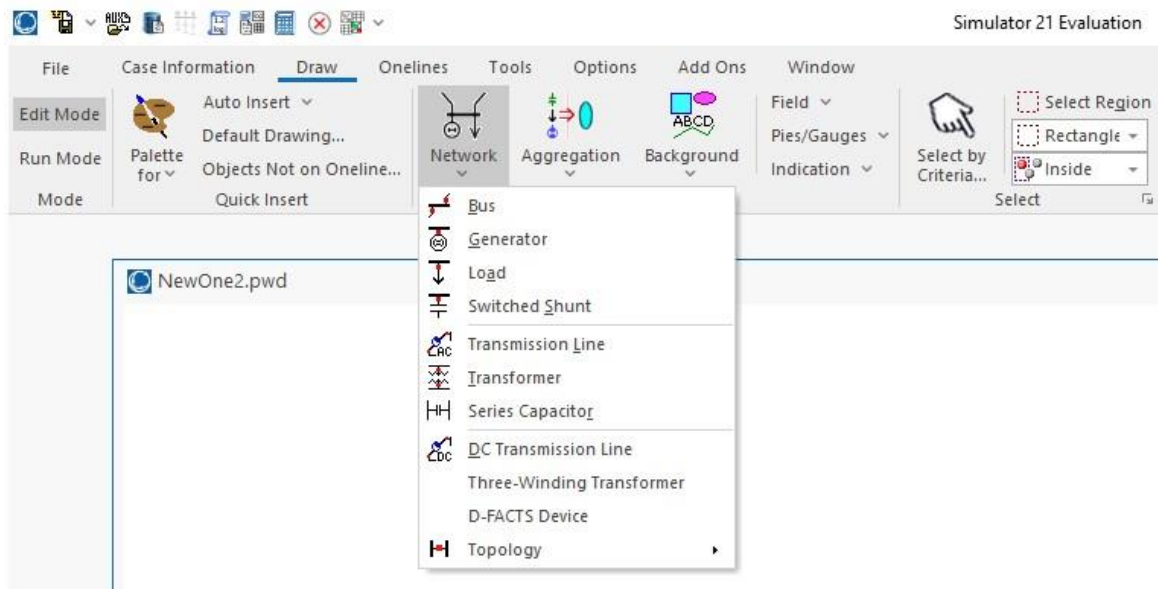 Simulator 21 Evaluation
File Case Information Draw Onelines Tools Options Add Ons Window
Edit Mode
Run Mode
Mode
Palette
for
Auto Insert
Default Drawing...
Objects Not on Oneline...
Quick Insert
Network
Aggregation
ABCD
Background
Field
Pies/Gauges
Indication
Select by
Criteria...
Select Region
Rectangle
Inside
Select
NewOne2.pwd
Bus
Generator
Load
Switched Shunt
AC Transmission Line
Transformer
Series Capacitor
DC DC Transmission Line
Three-Winding Transformer
D-FACTS Device
Topology